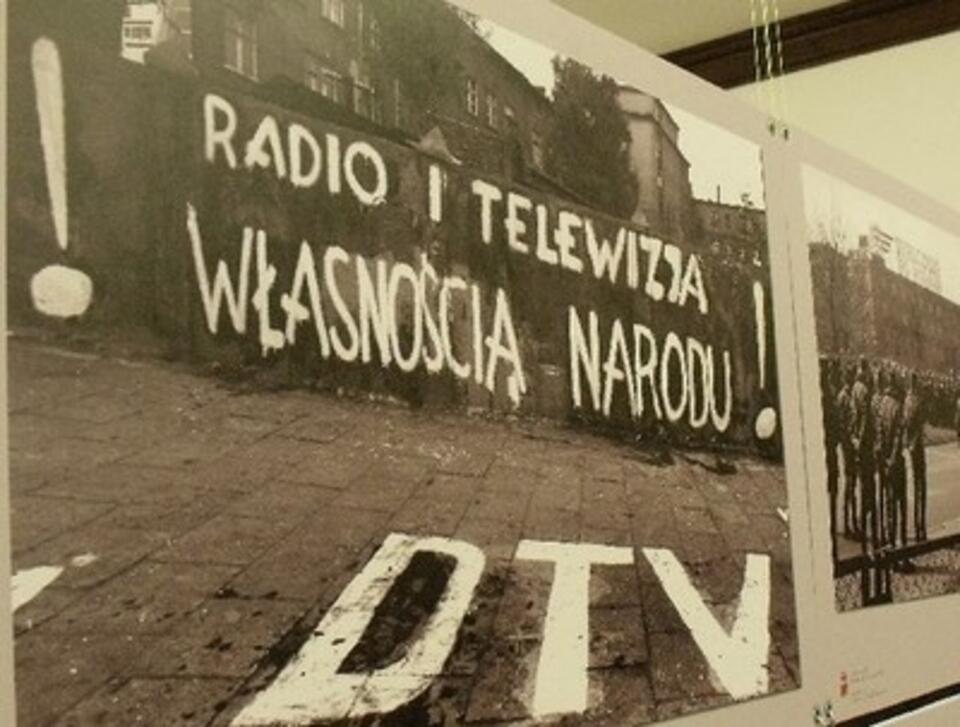 ! RADIO I TELEWIZJA
WŁASNOŚCIĄ NARODU !
DTV